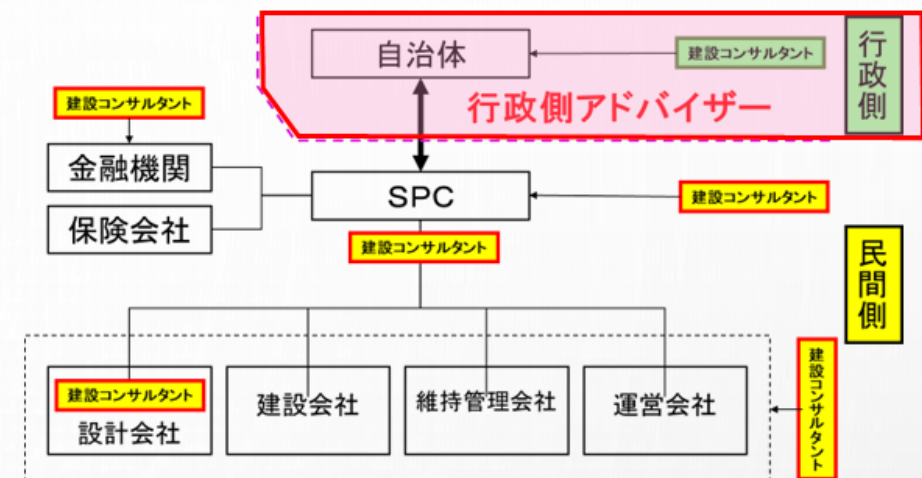 自治体
建設コンサルタント
行政側
行政側アドバイザー
建設コンサルタント
金融機関
SPC
建設コンサルタント
保険会社
建設コンサルタント
民間側
建設コンサルタント
設計会社
建設会社
維持管理会社
運営会社
建設コンサルタント